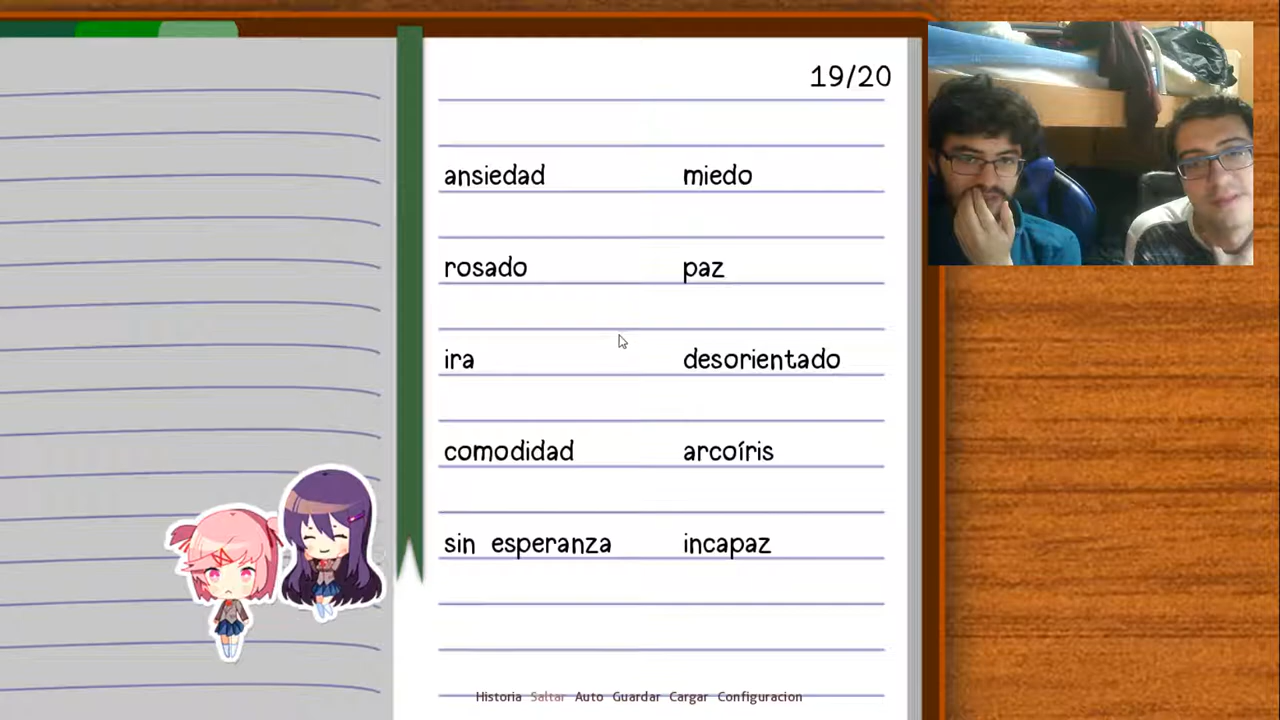 19/20
ansiedad miedo
rosado paz
ira desorientado
comodidad arcoíris
sin esperanza incapaz
Historia Saltar Auto Guardar Cargar Configuracion